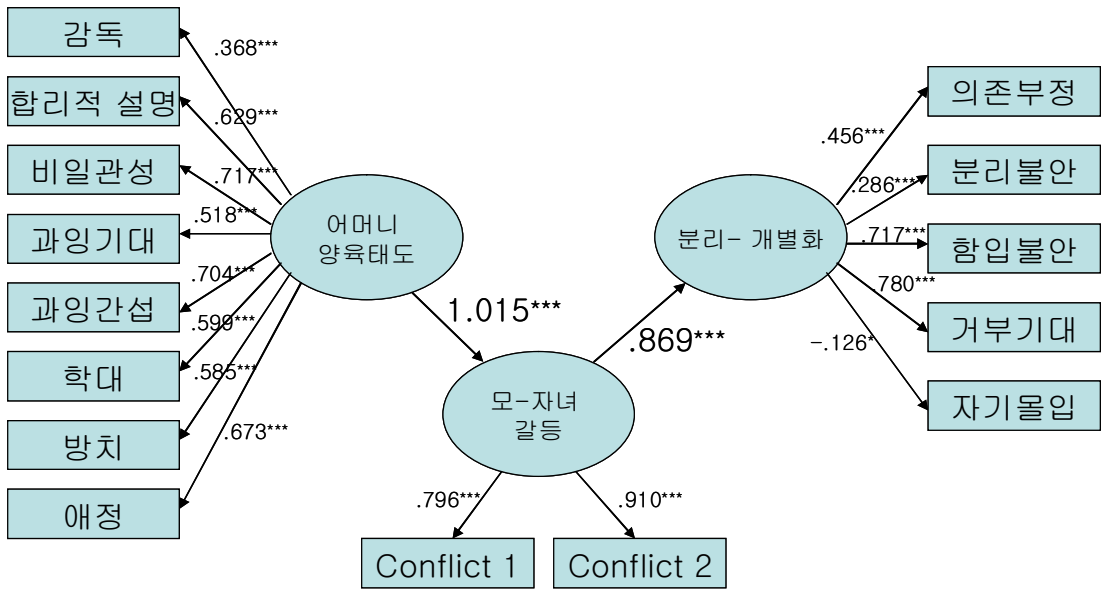 감독
.368***
합리적 설명
.629***
비일관성
.717***
과잉기대
.518***
과잉간섭
.704***
학대
.599***
방치
.585***
애정
.673***
어머니
양육태도
1.015***
모-자녀
갈등
.869***
.796***
.910***
Conflict 1
Conflict 2
분리- 개별화
의존부정
.456***
분리불안
.286***
함입불안
.717***
거부기대
.780***
자기몰입
-.126*